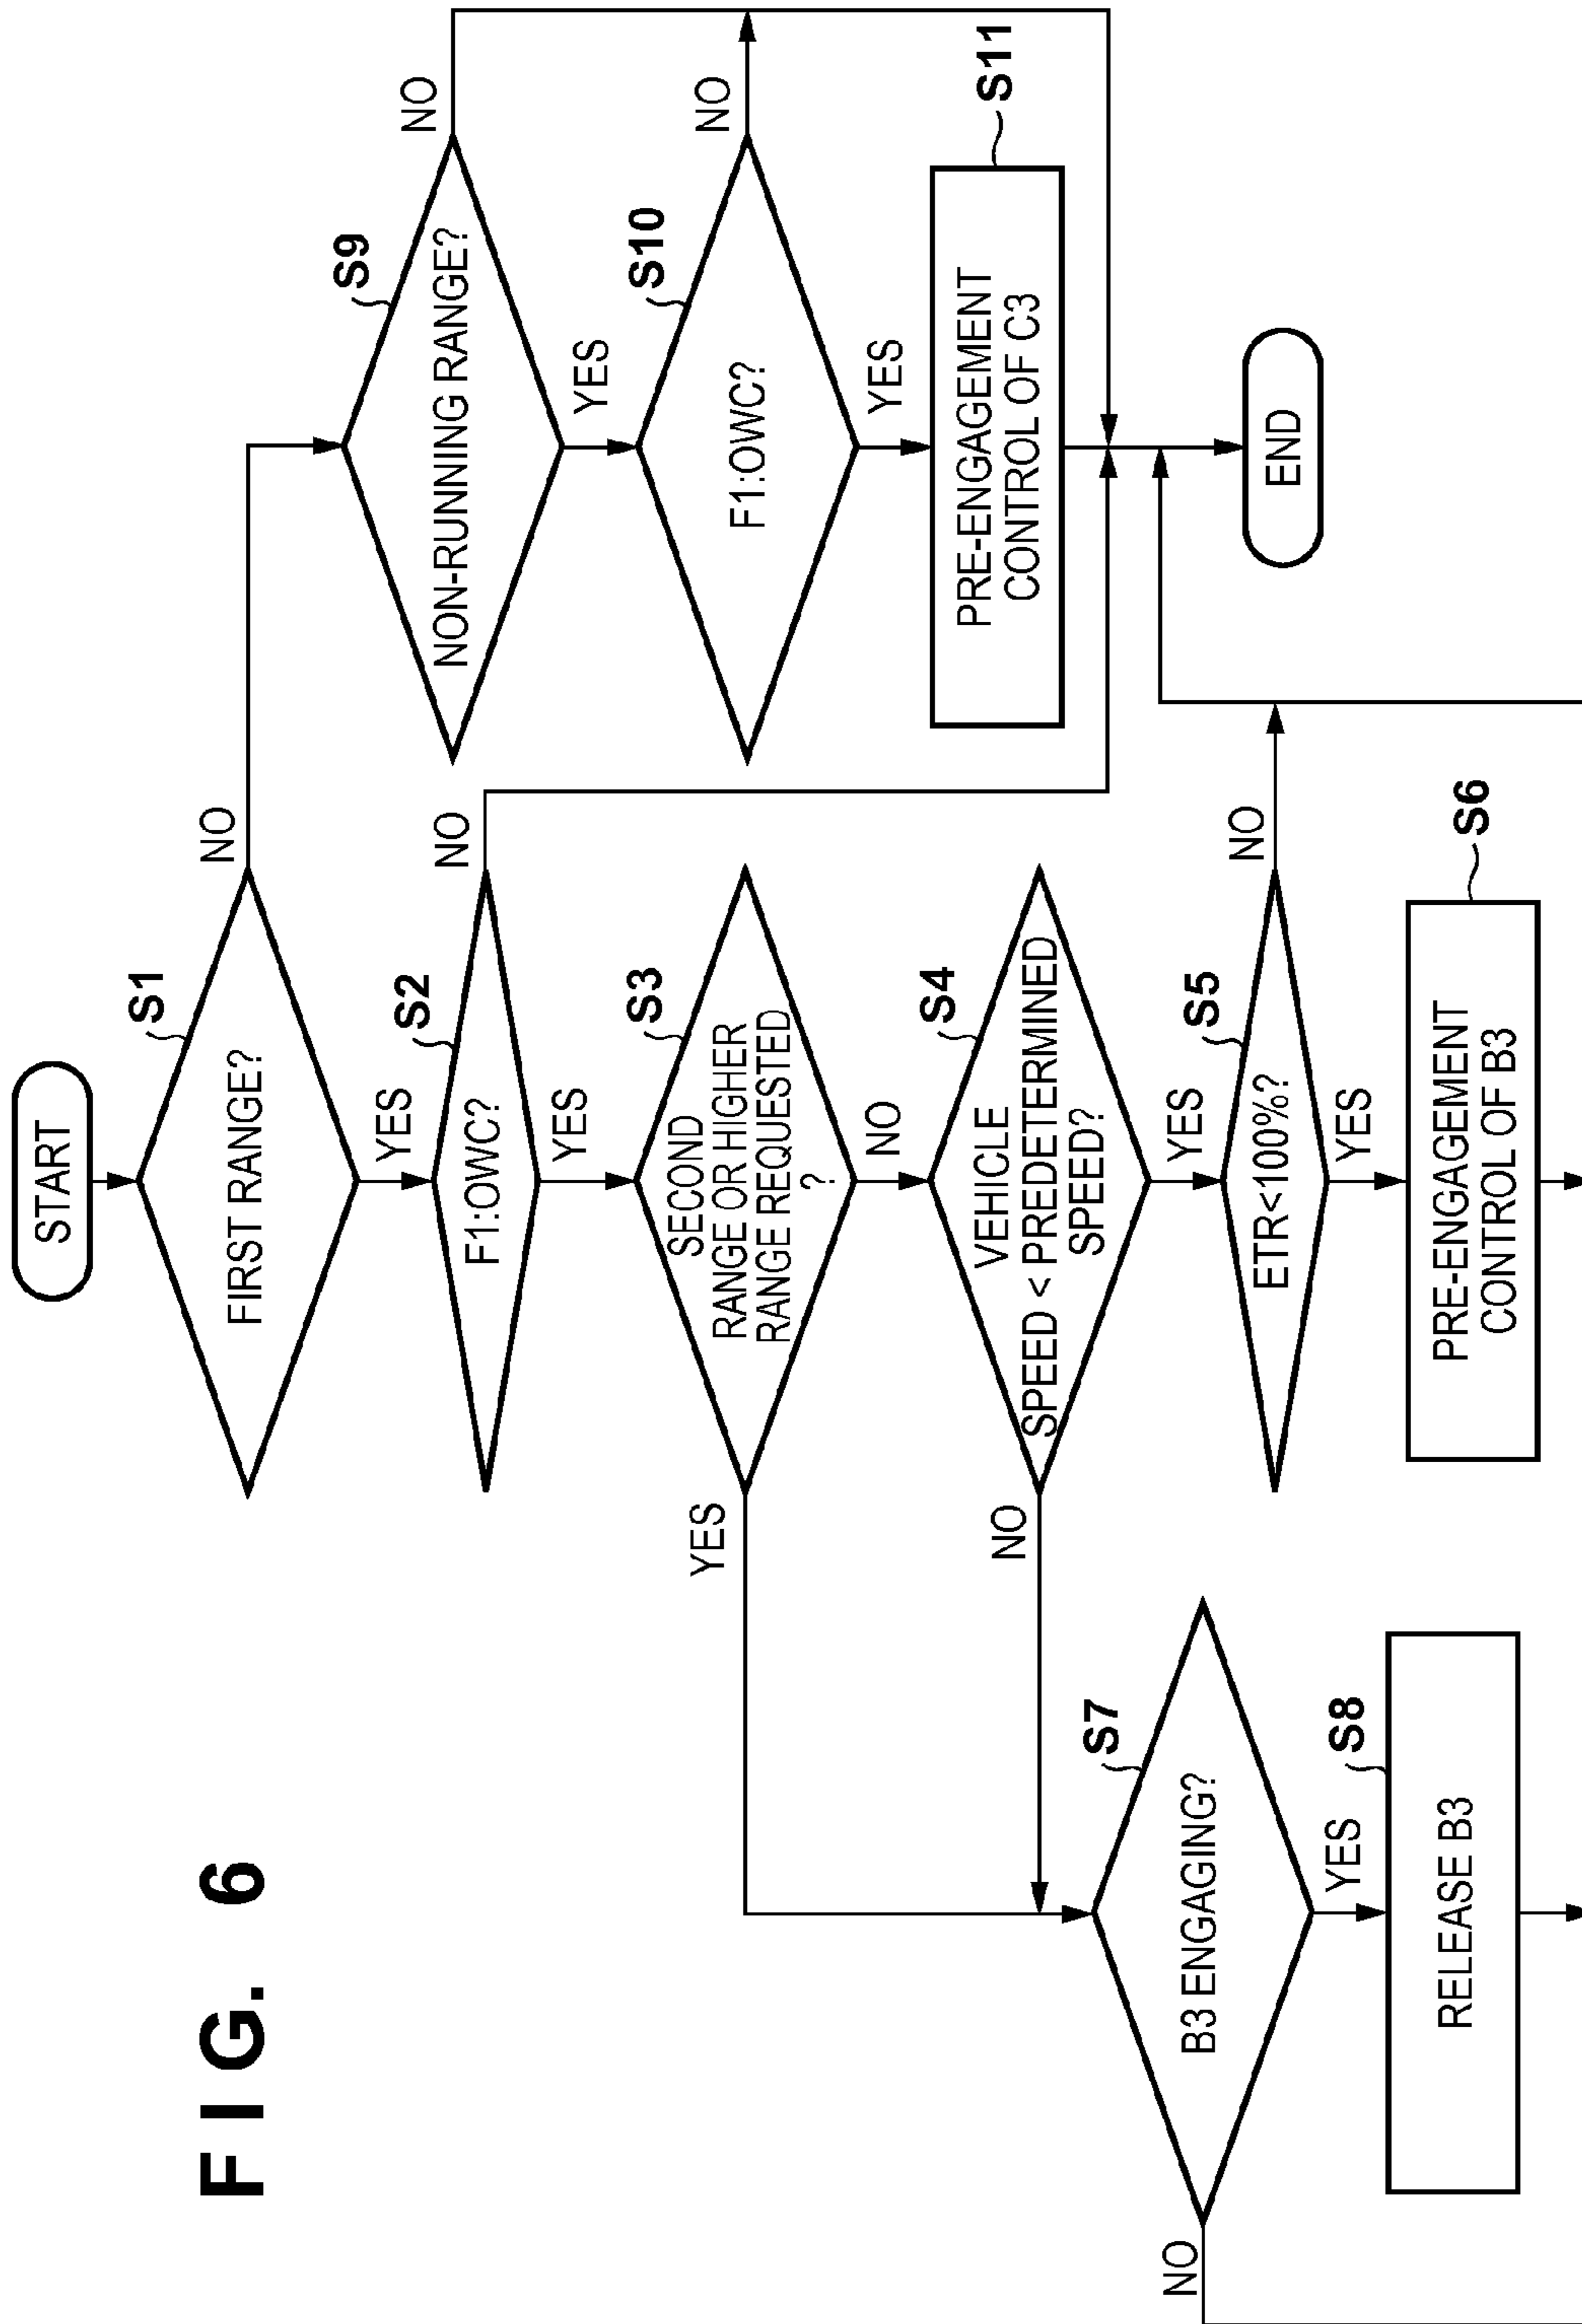 FIG. 6
START
S1
FIRST RANGE?
NO
YES
S2
F1:OWC?
NO
YES
S3
SECOND
RANGE OR HIGHER
RANGE REQUESTED
?
YES
NO
S4
VEHICLE
SPEED < PREDETERMINED
SPEED?
NO
YES
S5
ETR<100%?
NO
YES
S6
PRE-ENGAGEMENT
CONTROL OF B3
S7
B3 ENGAGING?
NO
YES
S8
RELEASE B3
S9
NON-RUNNING RANGE?
NO
YES
S10
F1:OWC?
NO
YES
S11
PRE-ENGAGEMENT
CONTROL OF C3
END